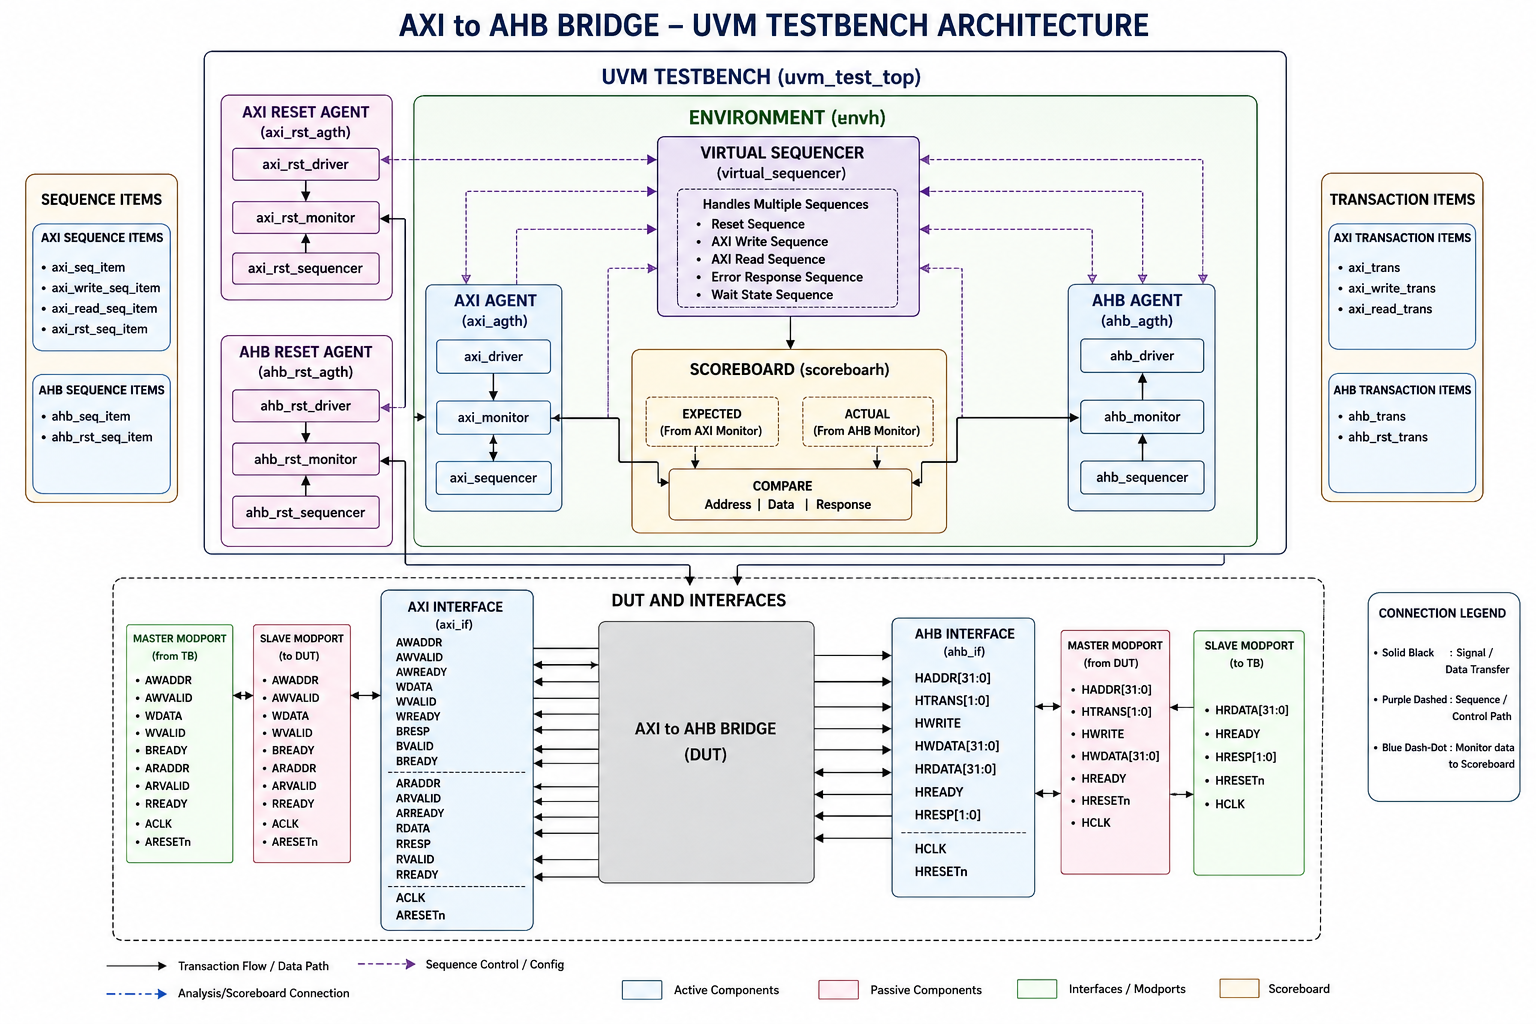 AXI to AHB BRIDGE – UVM TESTBENCH ARCHITECTURE
UVM TESTBENCH (uvm_test_top)
SEQUENCE ITEMS
AXI SEQUENCE ITEMS
• axi_seq_item
• axi_write_seq_item
• axi_read_seq_item
• axi_rst_seq_item
AHB SEQUENCE ITEMS
• ahb_seq_item
• ahb_rst_seq_item
AXI RESET AGENT
(axi_rst_agth)
axi_rst_driver
axi_rst_monitor
axi_rst_sequencer
AHB RESET AGENT
(ahb_rst_agth)
ahb_rst_driver
ahb_rst_monitor
ahb_rst_sequencer
ENVIRONMENT (envh)
VIRTUAL SEQUENCER
(virtual_sequencer)
Handles Multiple Sequences
• Reset Sequence
• AXI Write Sequence
• AXI Read Sequence
• Error Response Sequence
• Wait State Sequence
AXI AGENT
(axi_agth)
axi_driver
axi_monitor
axi_sequencer
SCOREBOARD (scoreboarh)
EXPECTED
(From AXI Monitor)
ACTUAL
(From AHB Monitor)
COMPARE
Address | Data | Response
AHB AGENT
(ahb_agth)
ahb_driver
ahb_monitor
ahb_sequencer
TRANSACTION ITEMS
AXI TRANSACTION ITEMS
• axi_trans
• axi_write_trans
• axi_read_trans
AHB TRANSACTION ITEMS
• ahb_trans
• ahb_rst_trans
DUT AND INTERFACES
MASTER MODPORT
(from TB)
• AWADDR
• AWVALID
• WDATA
• WVALID
• BREADY
• ARADDR
• ARVALID
• RREADY
• ACLK
• ARESETn
SLAVE MODPORT
(to DUT)
• AWADDR
• AWVALID
• WDATA
• WVALID
• BREADY
• ARADDR
• ARVALID
• RREADY
• ACLK
• ARESETn
AXI INTERFACE
(axi_if)
AWADDR
AWVALID
AWREADY
WDATA
WVALID
WREADY
BRESP
BVALID
BREADY
ARADDR
ARVALID
ARREADY
RDATA
RRESP
RVALID
RREADY
ACLK
ARESETn
AXI to AHB BRIDGE
(DUT)
AHB INTERFACE
(ahb_if)
HADDR[31:0]
HTRANS[1:0]
HWRITE
HWDATA[31:0]
HRDATA[31:0]
HREADY
HRESP[1:0]
HCLK
HRESETn
MASTER MODPORT
(from DUT)
• HADDR[31:0]
• HTRANS[1:0]
• HWRITE
• HWDATA[31:0]
• HREADY
• HRESETn
• HCLK
SLAVE MODPORT
(to TB)
• HRDATA[31:0]
• HREADY
• HRESP[1:0]
• HRESETn
• HCLK
CONNECTION LEGEND
• Solid Black : Signal /
Data Transfer
• Purple Dashed : Sequence /
Control Path
• Blue Dash-Dot : Monitor data
to Scoreboard
Transaction Flow / Data Path
Sequence Control / Config
Analysis/Scoreboard Connection
Active Components
Passive Components
Interfaces / Modports
Scoreboard